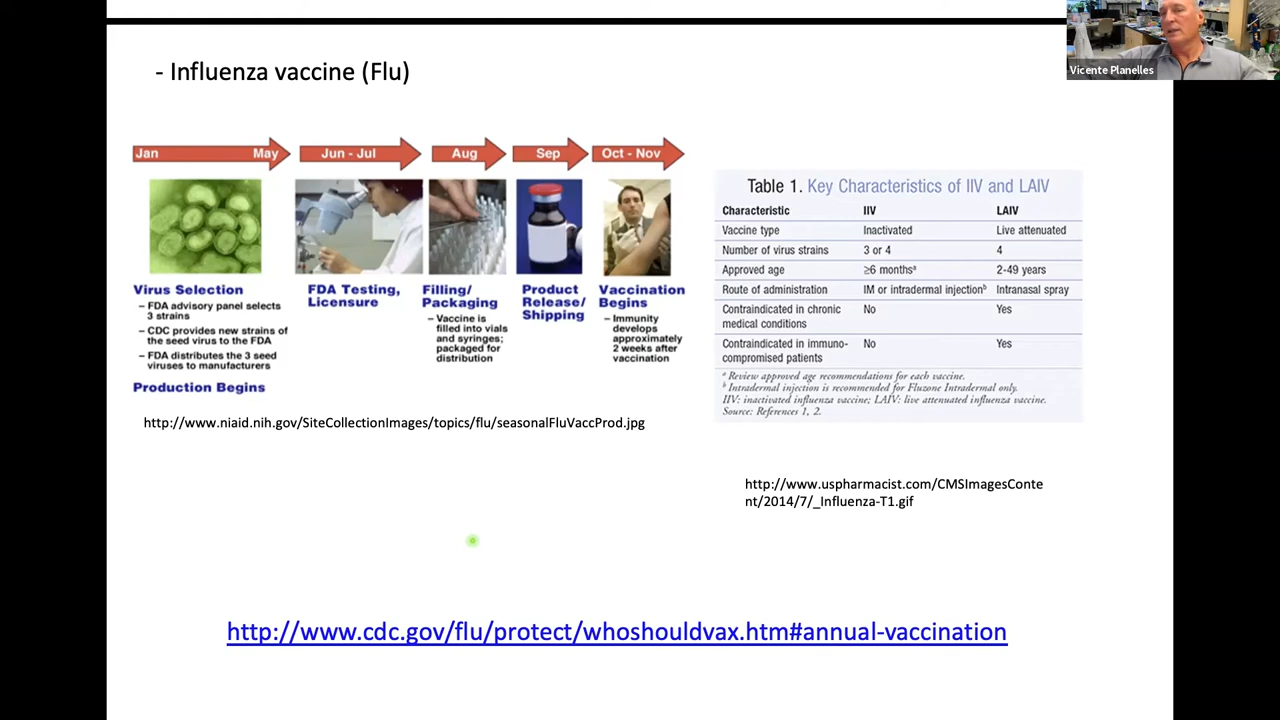 - Influenza vaccine (Flu)
Vicente Planelles
Jan May Jun - Jul Aug Sep Oct - Nov
Virus Selection
– FDA advisory panel selects
3 strains
– CDC provides new strains of
the seed virus to the FDA
– FDA distributes the 3 seed
viruses to manufacturers
Production Begins
FDA Testing,
Licensure
Filling/
Packaging
– Vaccine is
filled into vials
and syringes;
packaged for
distribution
Product
Release/
Shipping
Vaccination
Begins
– Immunity
develops
approximately
2 weeks after
vaccination
http://www.niaid.nih.gov/SiteCollectionImages/topics/flu/seasonalFluVaccProd.jpg
Table 1. Key Characteristics of IIV and LAIV
Characteristic IIV LAIV
Vaccine type Inactivated Live attenuated
Number of virus strains 3 or 4 4
Approved age ≥6 monthsᵃ 2-49 years
Route of administration IM or intradermal injectionᵇ Intranasal spray
Contraindicated in chronic No Yes
medical conditions
Contraindicated in immuno- No Yes
compromised patients
ᵃ Review approved age recommendations for each vaccine.
ᵇ Intradermal injection is recommended for Fluzone Intradermal only.
IIV: inactivated influenza vaccine; LAIV: live attenuated influenza vaccine.
Source: References 1, 2.
http://www.uspharmacist.com/CMSImagesConte
nt/2014/7/_Influenza-T1.gif
http://www.cdc.gov/flu/protect/whoshouldvax.htm#annual-vaccination